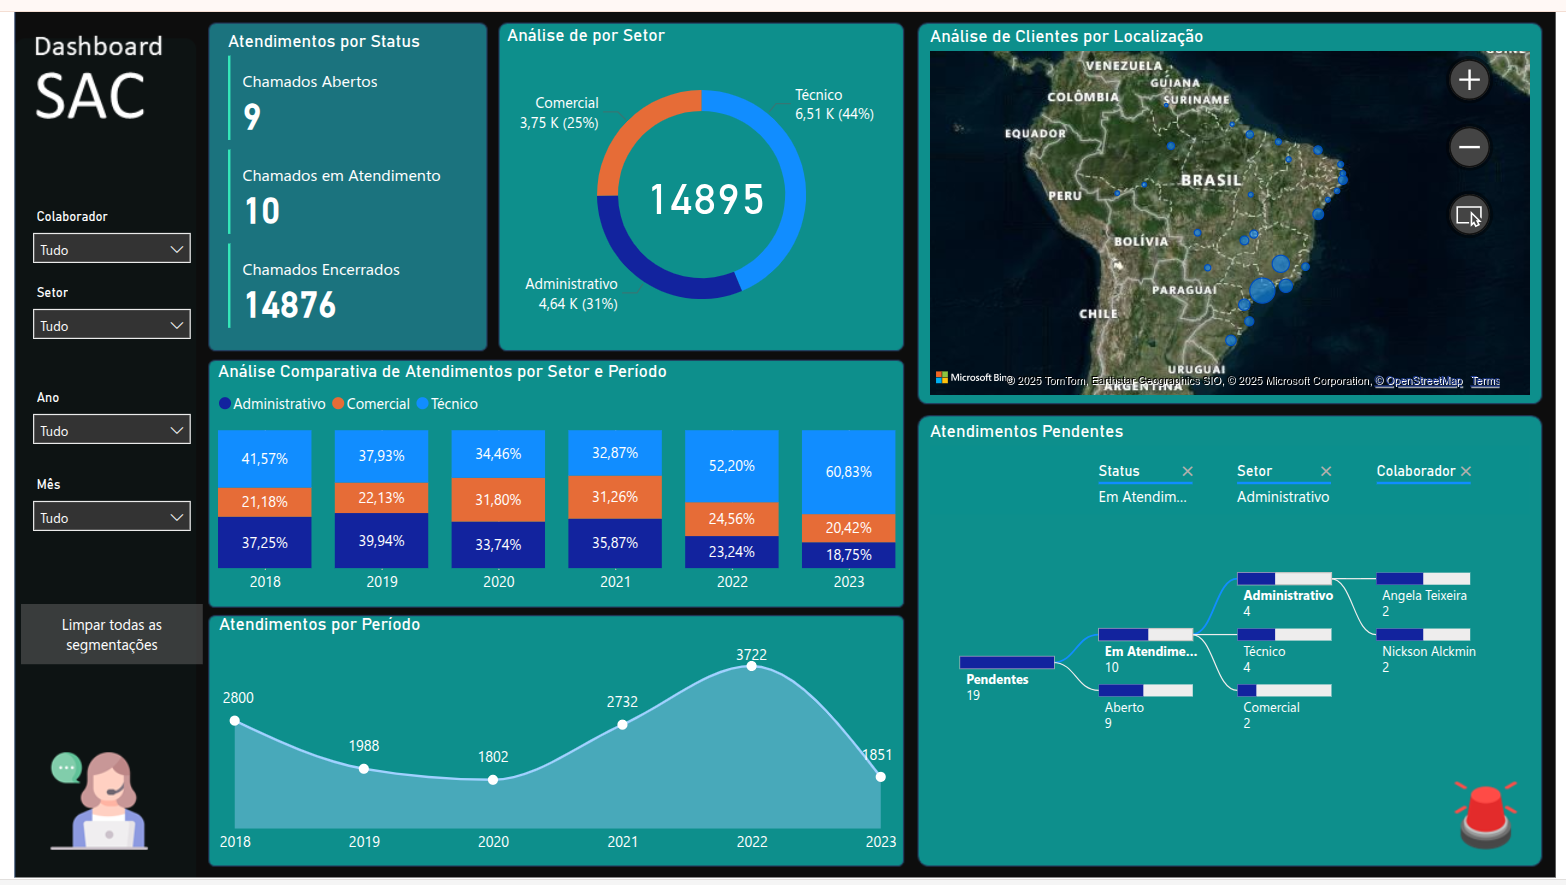 Dashboard
SAC
Colaborador
Tudo
Setor
Tudo
Ano
Tudo
Mês
Tudo
Limpar todas as
segmentações
Atendimentos por Status
Chamados Abertos
9
Chamados em Atendimento
10
Chamados Encerrados
14876
Análise de por Setor
Comercial
3,75 K (25%)
Técnico
6,51 K (44%)
14895
Administrativo
4,64 K (31%)
Análise Comparativa de Atendimentos por Setor e Período
Administrativo Comercial Técnico
41,57% 37,93% 34,46% 32,87% 52,20% 60,83%
21,18% 22,13% 31,80% 31,26% 24,56% 20,42%
37,25% 39,94% 33,74% 35,87% 23,24% 18,75%
2018 2019 2020 2021 2022 2023
Atendimentos por Período
2800 1988 1802 2732 3722 1851
2018 2019 2020 2021 2022 2023
Análise de Clientes por Localização
VENEZUELA
GUIANA
COLÔMBIA
SURINAME
EQUADOR
BRASIL
PERU
BOLÍVIA
PARAGUAI
CHILE
URUGUAI
ARGENTINA
Microsoft Bing
© 2025 TomTom, Earthstar Geographics SIO, © 2025 Microsoft Corporation, © OpenStreetMap Terms
Atendimentos Pendentes
Status Setor Colaborador
Em Atendim... Administrativo
Pendentes
19
Em Atendime...
10
Aberto
9
Administrativo
4
Técnico
4
Comercial
2
Angela Teixeira
2
Nickson Alckmin
2